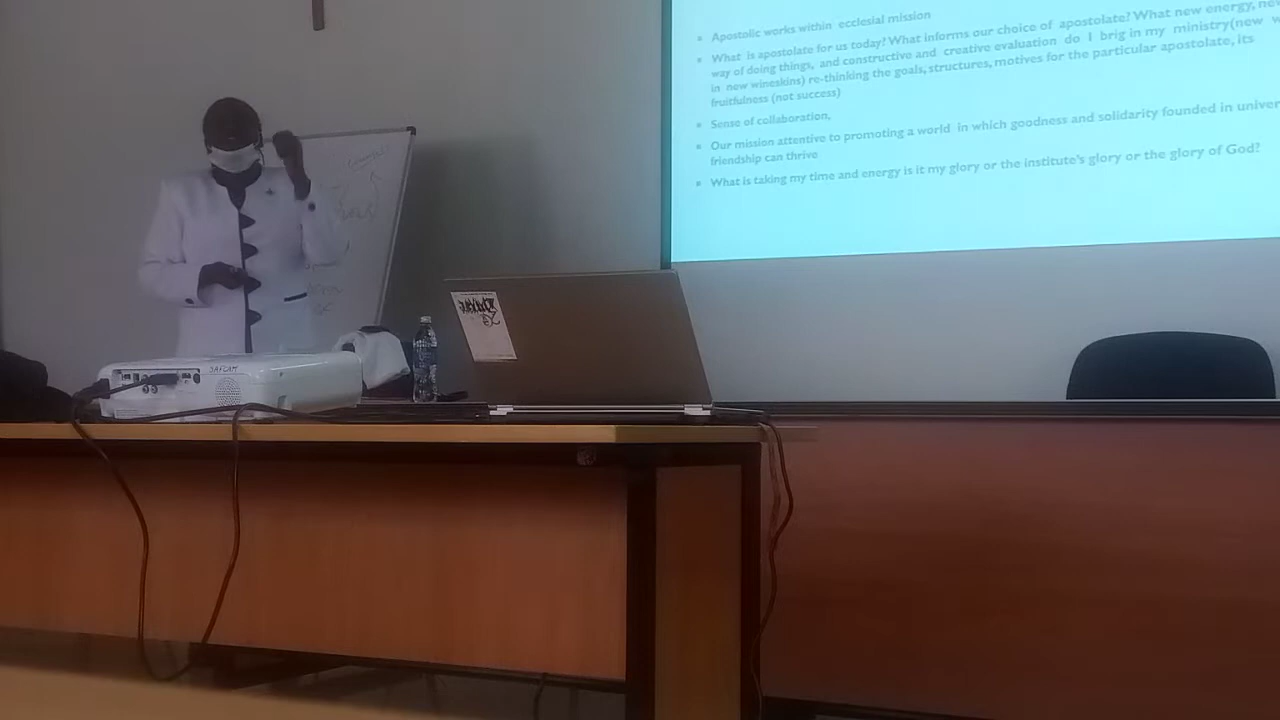 Apostolic works within ecclesial mission
What is apostolate for us today? What informs our choice of apostolate? What new energy,
way of doing things, and constructive and creative evaluation do I brig in my ministry(new
in new wineskins) re-thinking the goals, structures, motives for the particular apostolate, its
fruitfulness (not success)
Sense of collaboration,
Our mission attentive to promoting a world in which goodness and solidarity founded in
friendship can thrive
What is taking my time and energy is it my glory or the institute's glory or the glory of God?
SAFCAM